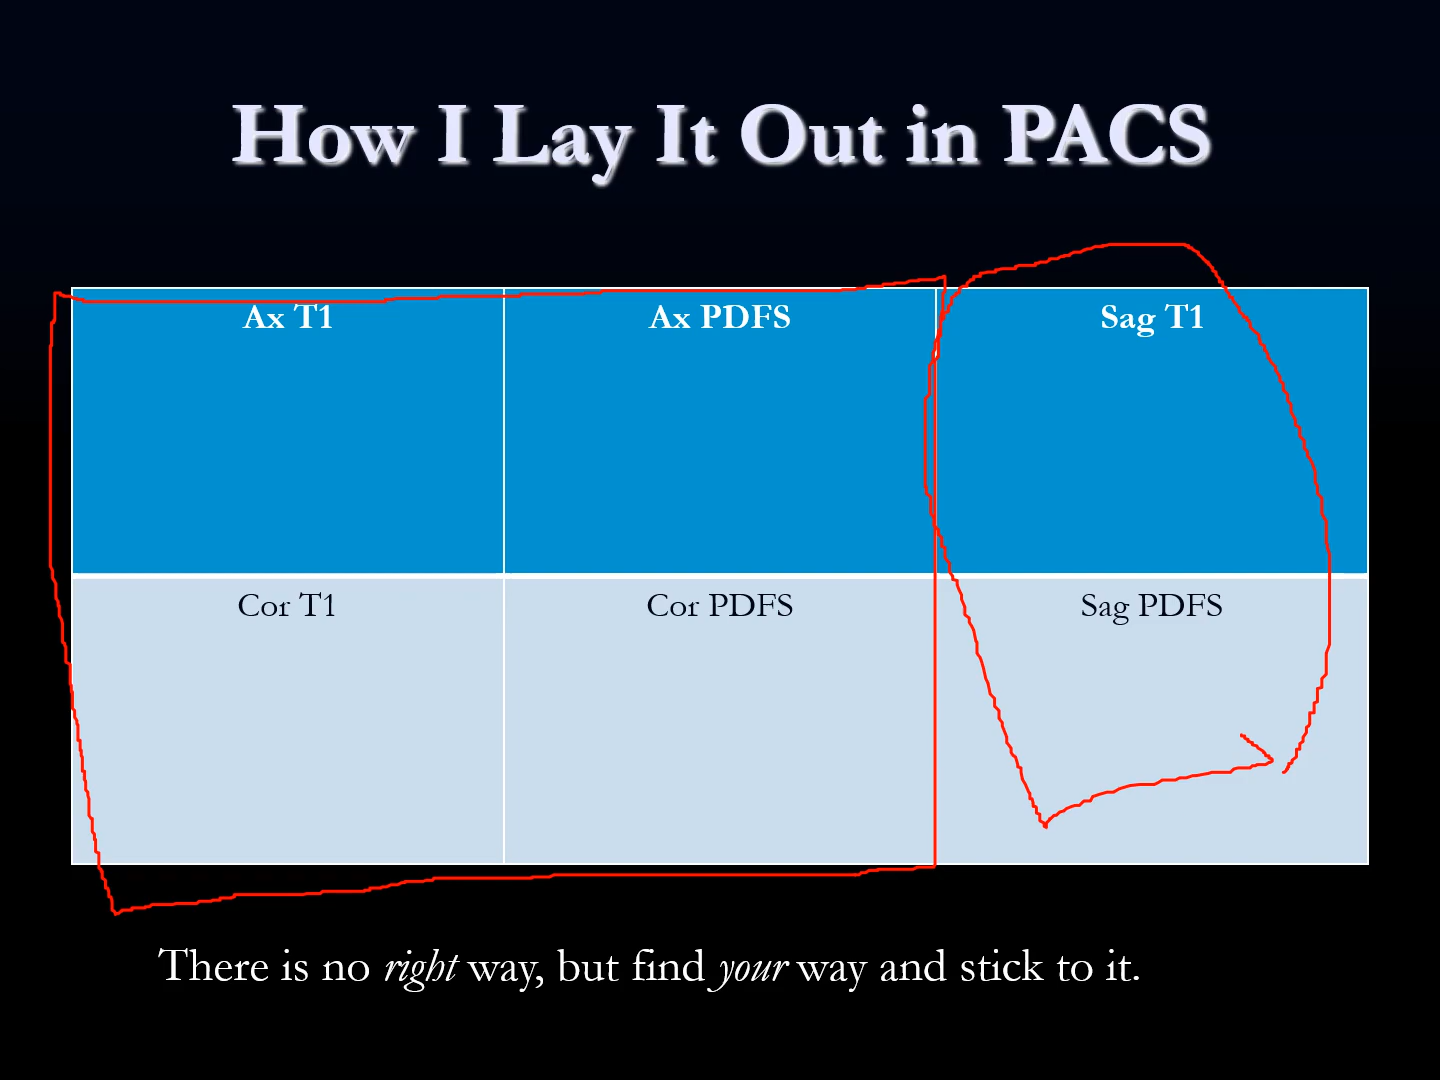 How I Lay It Out in PACS
Ax T1
Ax PDFS
Sag T1
Cor T1
Cor PDFS
Sag PDFS
There is no right way, but find your way and stick to it.